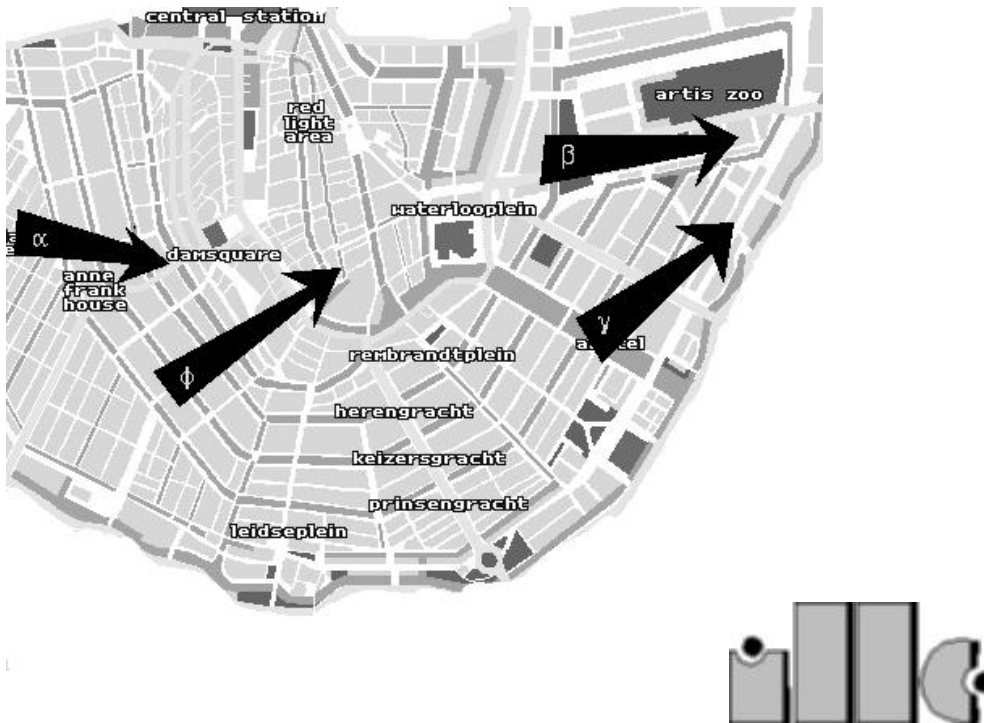 central station
artis zoo
red
light
area
β
waterlooplein
α
damsquare
anne
frank
house
γ
rembrandtplein
ϕ
herengracht
keizersgracht
prinsengracht
leidseplein